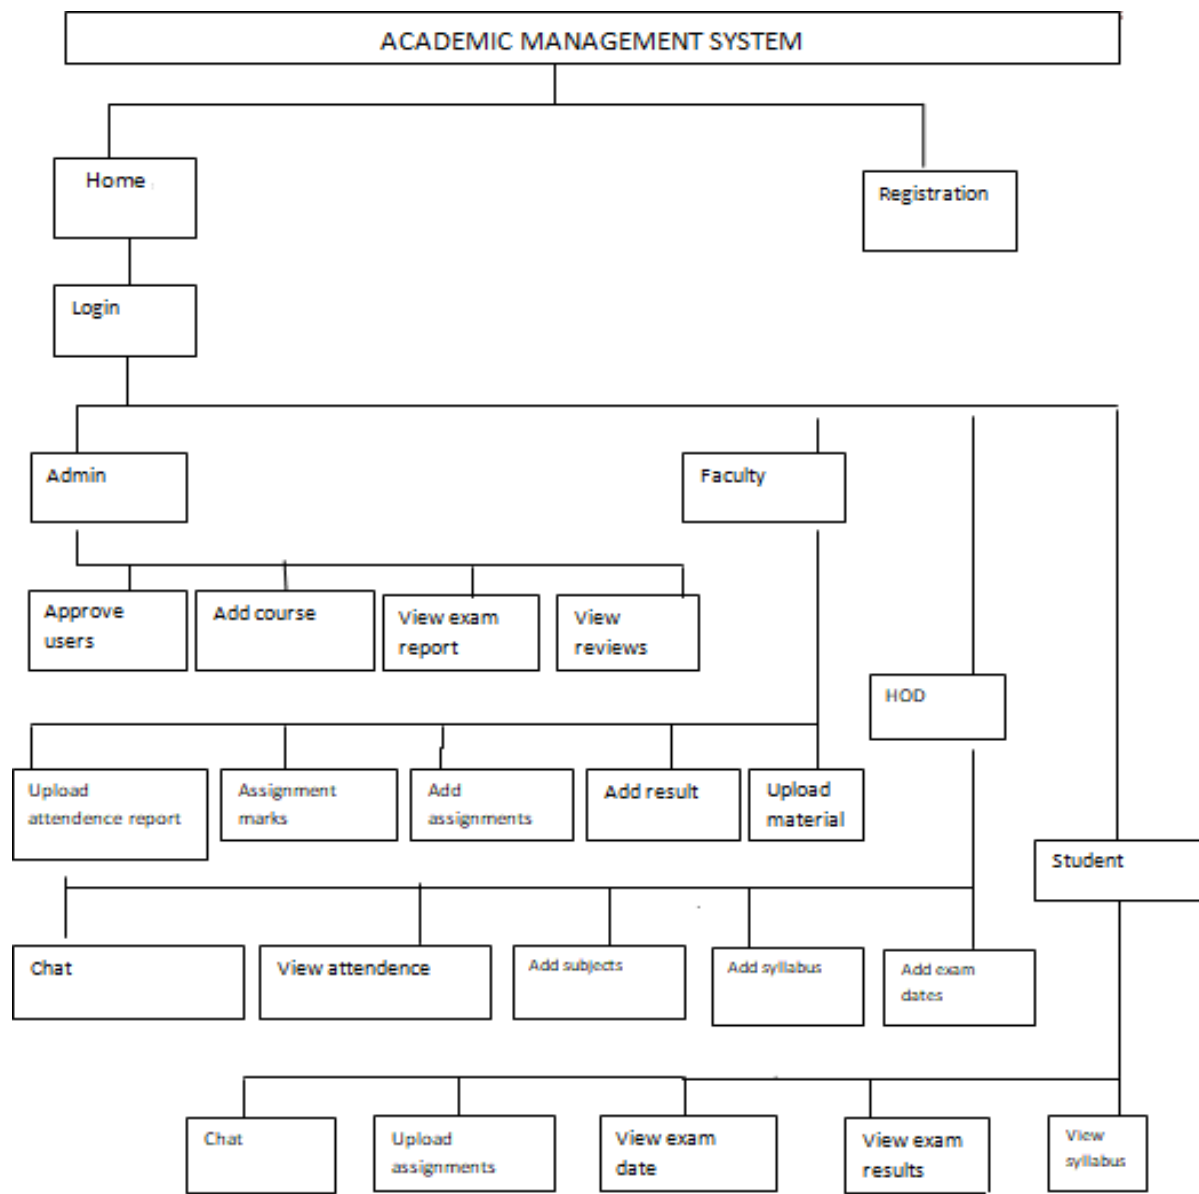 ACADEMIC MANAGEMENT SYSTEM
Home
Registration
Login
Admin
Faculty
Approve
users
Add course
View exam
report
View
reviews
HOD
Upload
attendence report
Assignment
marks
Add
assignments
Add result
Upload
material
Student
Chat
View attendence
Add subjects
Add syllabus
Add exam
dates
Chat
Upload
assignments
View exam
date
View exam
results
View
syllabus